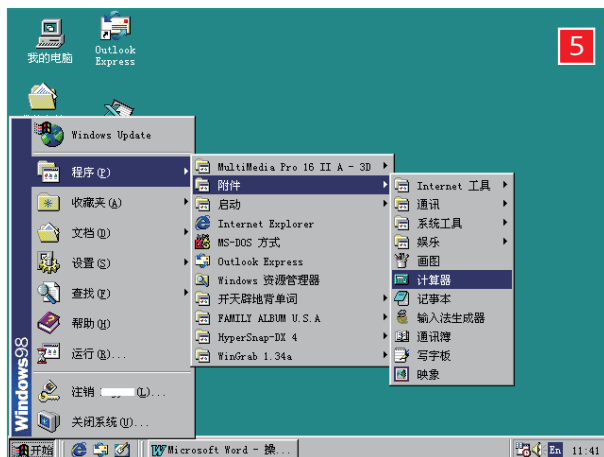 我的电脑
Outlook
Express
5
Windows Update
程序(P)
收藏夹(A)
文档(D)
设置(S)
查找(F)
帮助(H)
运行(R)...
注销 (L)...
关闭系统(U)...
Windows98
MultiMedia Pro 16 II A - 3D
附件
启动
Internet Explorer
MS-DOS 方式
Outlook Express
Windows 资源管理器
开天辟地背单词
FAMILY ALBUM U.S.A
HyperSnap-DX 4
WinGrab 1.34a
Internet 工具
通讯
系统工具
娱乐
画图
计算器
记事本
输入法生成器
通讯簿
写字板
映象
开始
Microsoft Word - 操...
En
11:41